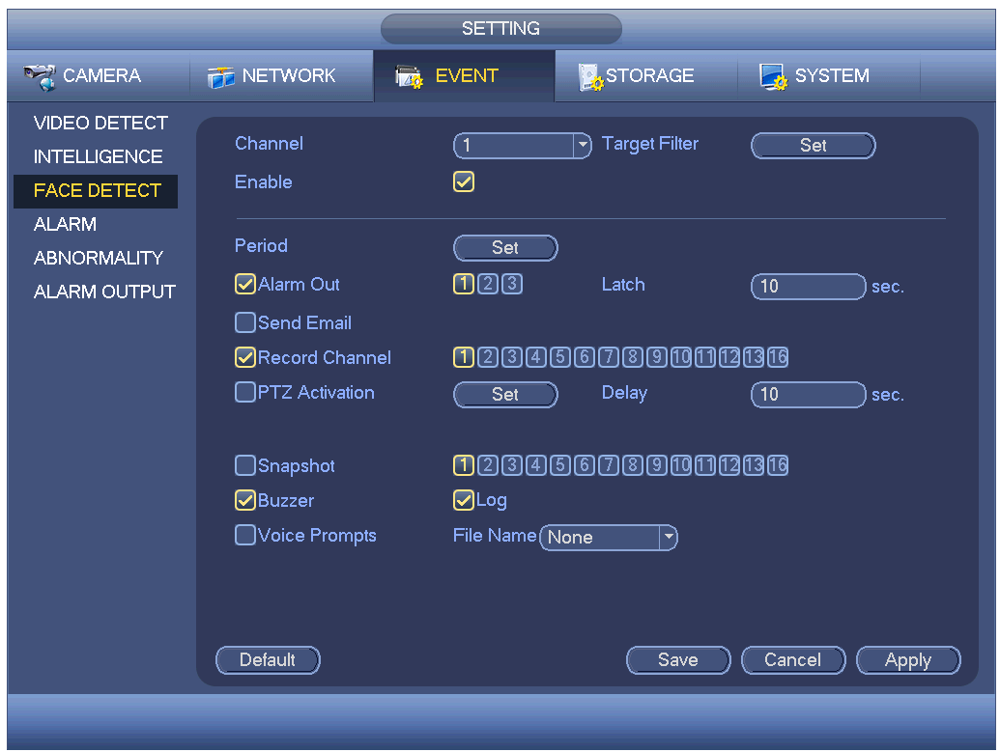 SETTING
CAMERA NETWORK EVENT STORAGE SYSTEM
VIDEO DETECT
INTELLIGENCE
FACE DETECT
ALARM
ABNORMALITY
ALARM OUTPUT
Channel 1 Target Filter Set
Enable
Period Set
Alarm Out 1 2 3 Latch 10 sec.
Send Email
Record Channel 1 2 3 4 5 6 7 8 9 10 11 12 13 16
PTZ Activation Set Delay 10 sec.
Snapshot 1 2 3 4 5 6 7 8 9 10 11 12 13 16
Buzzer Log
Voice Prompts File Name None
Default Save Cancel Apply